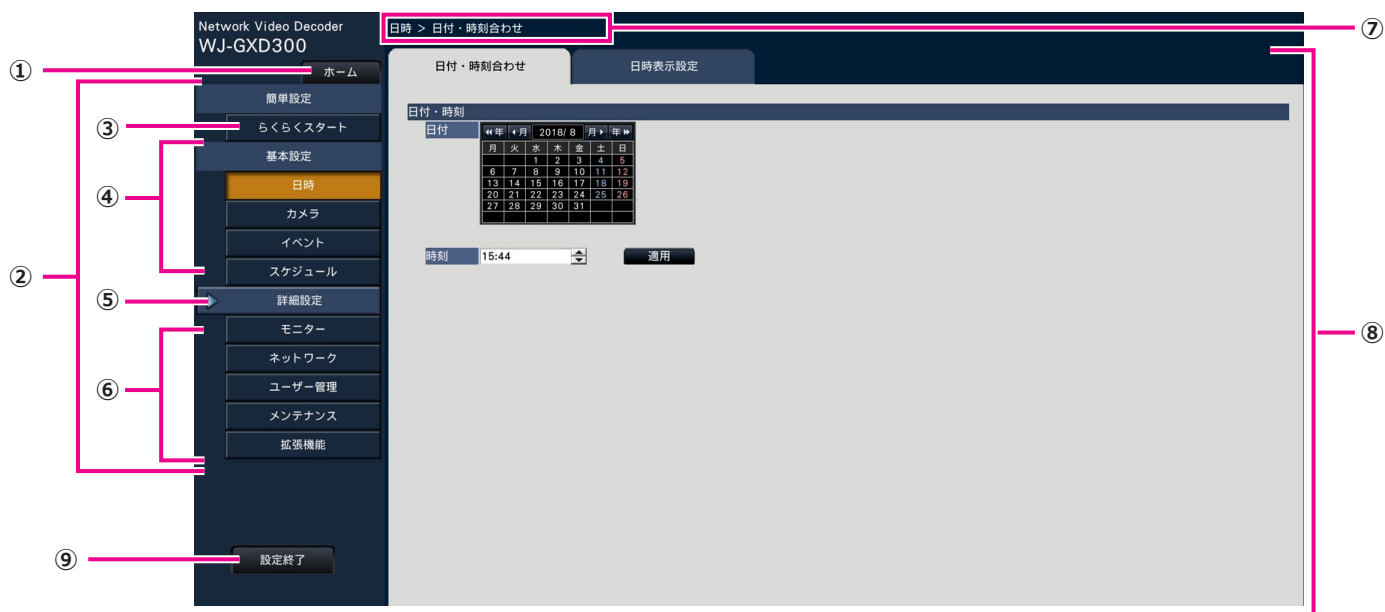 Network Video Decoder
WJ-GXD300
日時 > 日付・時刻合わせ
⑦
① ホーム
日付・時刻合わせ 日時表示設定
②
簡単設定
③ らくらくスタート
④
基本設定
日時
カメラ
イベント
スケジュール
⑤ 詳細設定
⑥
モニター
ネットワーク
ユーザー管理
メンテナンス
拡張機能
⑨ 設定終了
日付・時刻
日付
年 月 2018/ 8 月 年
月 火 水 木 金 土 日
1 2 3 4 5
6 7 8 9 10 11 12
13 14 15 16 17 18 19
20 21 22 23 24 25 26
27 28 29 30 31
時刻 15:44 適用
⑧